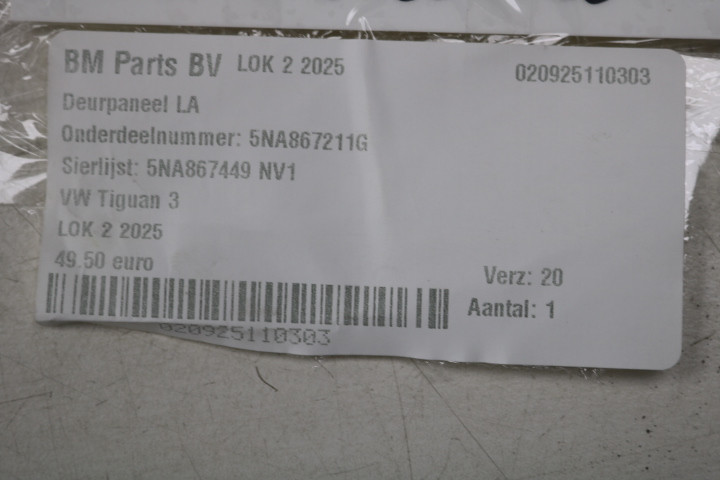 BM Parts BV LOK 2 2025 020925110303
Deurpaneel LA
Onderdeelnummer: 5NA867211G
Sierlijst: 5NA867449 NV1
VW Tiguan 3
LOK 2 2025
49.50 euro
Verz: 20
Aantal: 1
020925110303